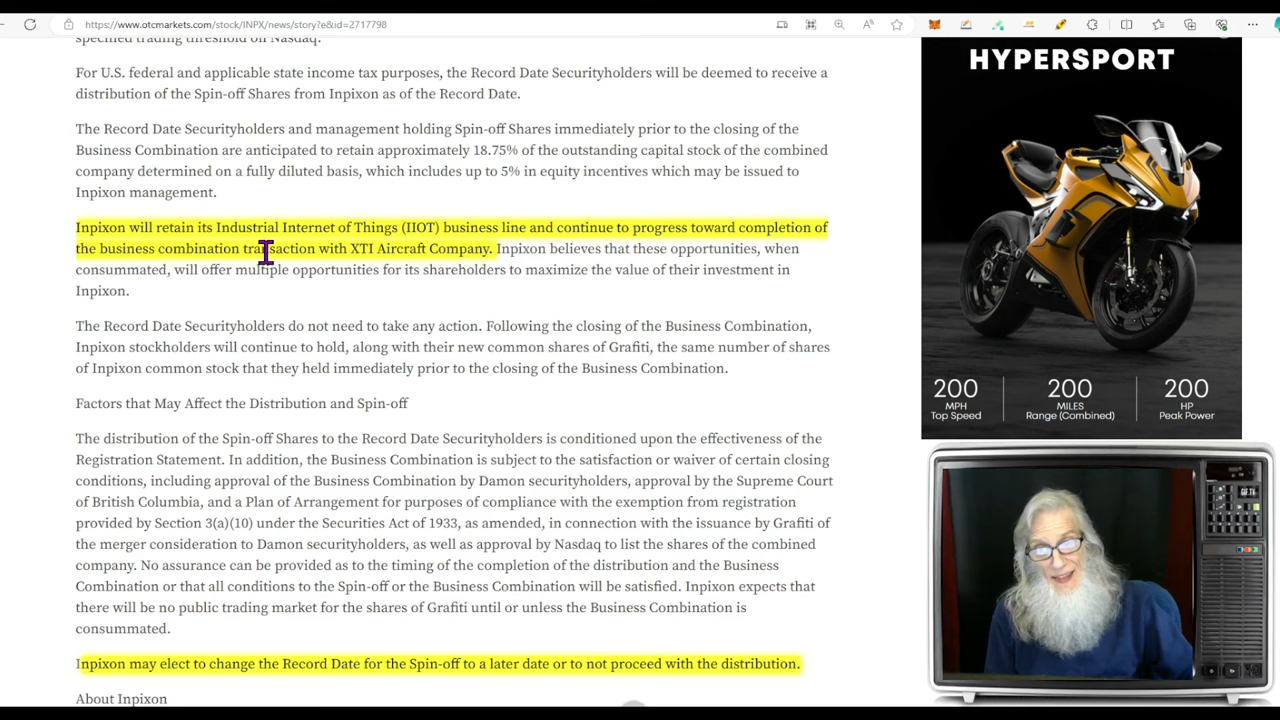 https://www.otcmarkets.com/stock/INPX/news/story?e&id=2717798
specified trading threshold on Nasdaq.
For U.S. federal and applicable state income tax purposes, the Record Date Securityholders will be deemed to receive a
distribution of the Spin-off Shares from Inpixon as of the Record Date.
The Record Date Securityholders and management holding Spin-off Shares immediately prior to the closing of the
Business Combination are anticipated to retain approximately 18.75% of the outstanding capital stock of the combined
company determined on a fully diluted basis, which includes up to 5% in equity incentives which may be issued to
Inpixon management.
Inpixon will retain its Industrial Internet of Things (IIOT) business line and continue to progress toward completion of
the business combination transaction with XTI Aircraft Company. Inpixon believes that these opportunities, when
consummated, will offer multiple opportunities for its shareholders to maximize the value of their investment in
Inpixon.
The Record Date Securityholders do not need to take any action. Following the closing of the Business Combination,
Inpixon stockholders will continue to hold, along with their new common shares of Grafiti, the same number of shares
of Inpixon common stock that they held immediately prior to the closing of the Business Combination.
Factors that May Affect the Distribution and Spin-off
The distribution of the Spin-off Shares to the Record Date Securityholders is conditioned upon the effectiveness of the
Registration Statement. In addition, the Business Combination is subject to the satisfaction or waiver of certain closing
conditions, including approval of the Business Combination by Damon securityholders, approval by the Supreme Court
of British Columbia, and a Plan of Arrangement for purposes of compliance with the exemption from registration
provided by Section 3(a)(10) under the Securities Act of 1933, as amended, in connection with the issuance by Grafiti of
the merger consideration to Damon securityholders, as well as approval by Nasdaq to list the shares of the combined
company. No assurance can be provided as to the timing of the completion of the distribution and the Business
Combination or that all conditions to the Spin-off or the Business Combination will be satisfied. Inpixon expects that
there will be no public trading market for the shares of Grafiti until or unless the Business Combination is
consummated.
Inpixon may elect to change the Record Date for the Spin-off to a later date or to not proceed with the distribution.
About Inpixon
HYPERSPORT
200
MPH
Top Speed
200
MILES
Range (Combined)
200
HP
Peak Power